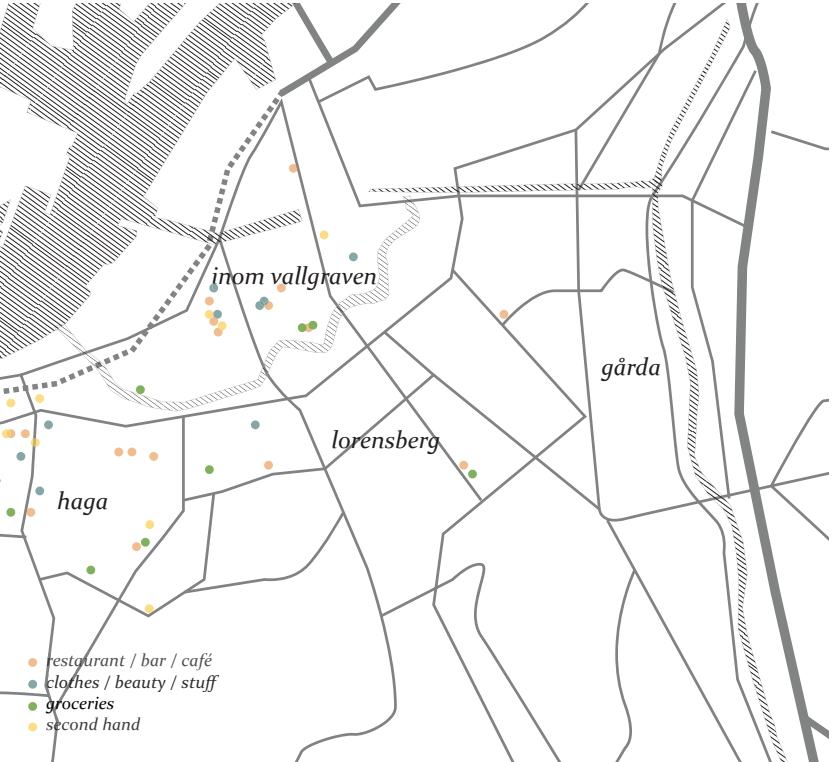 inom vallgraven
gårda
lorensberg
haga
restaurant / bar / café
clothes / beauty / stuff
groceries
second hand